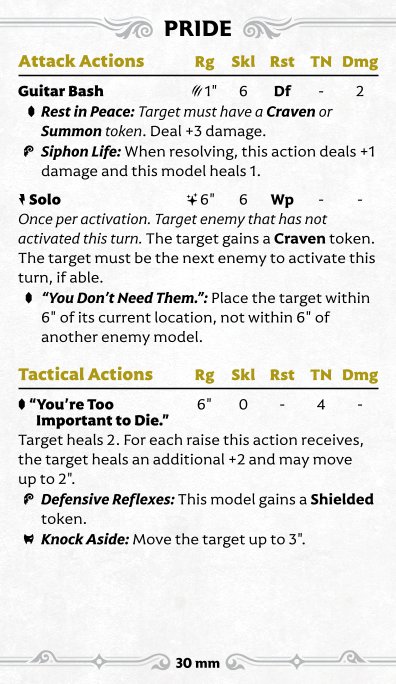 PRIDE
Attack Actions Rg Skl Rst TN Dmg
Guitar Bash 1" 6 Df - 2
Rest in Peace: Target must have a Craven or
Summon token. Deal +3 damage.
Siphon Life: When resolving, this action deals +1
damage and this model heals 1.
Solo 6" 6 Wp - -
Once per activation. Target enemy that has not
activated this turn. The target gains a Craven token.
The target must be the next enemy to activate this
turn, if able.
“You Don’t Need Them.”: Place the target within
6" of its current location, not within 6" of
another enemy model.
Tactical Actions Rg Skl Rst TN Dmg
“You’re Too 6" 0 - 4 -
Important to Die.”
Target heals 2. For each raise this action receives,
the target heals an additional +2 and may move
up to 2".
Defensive Reflexes: This model gains a Shielded
token.
Knock Aside: Move the target up to 3".
30 mm